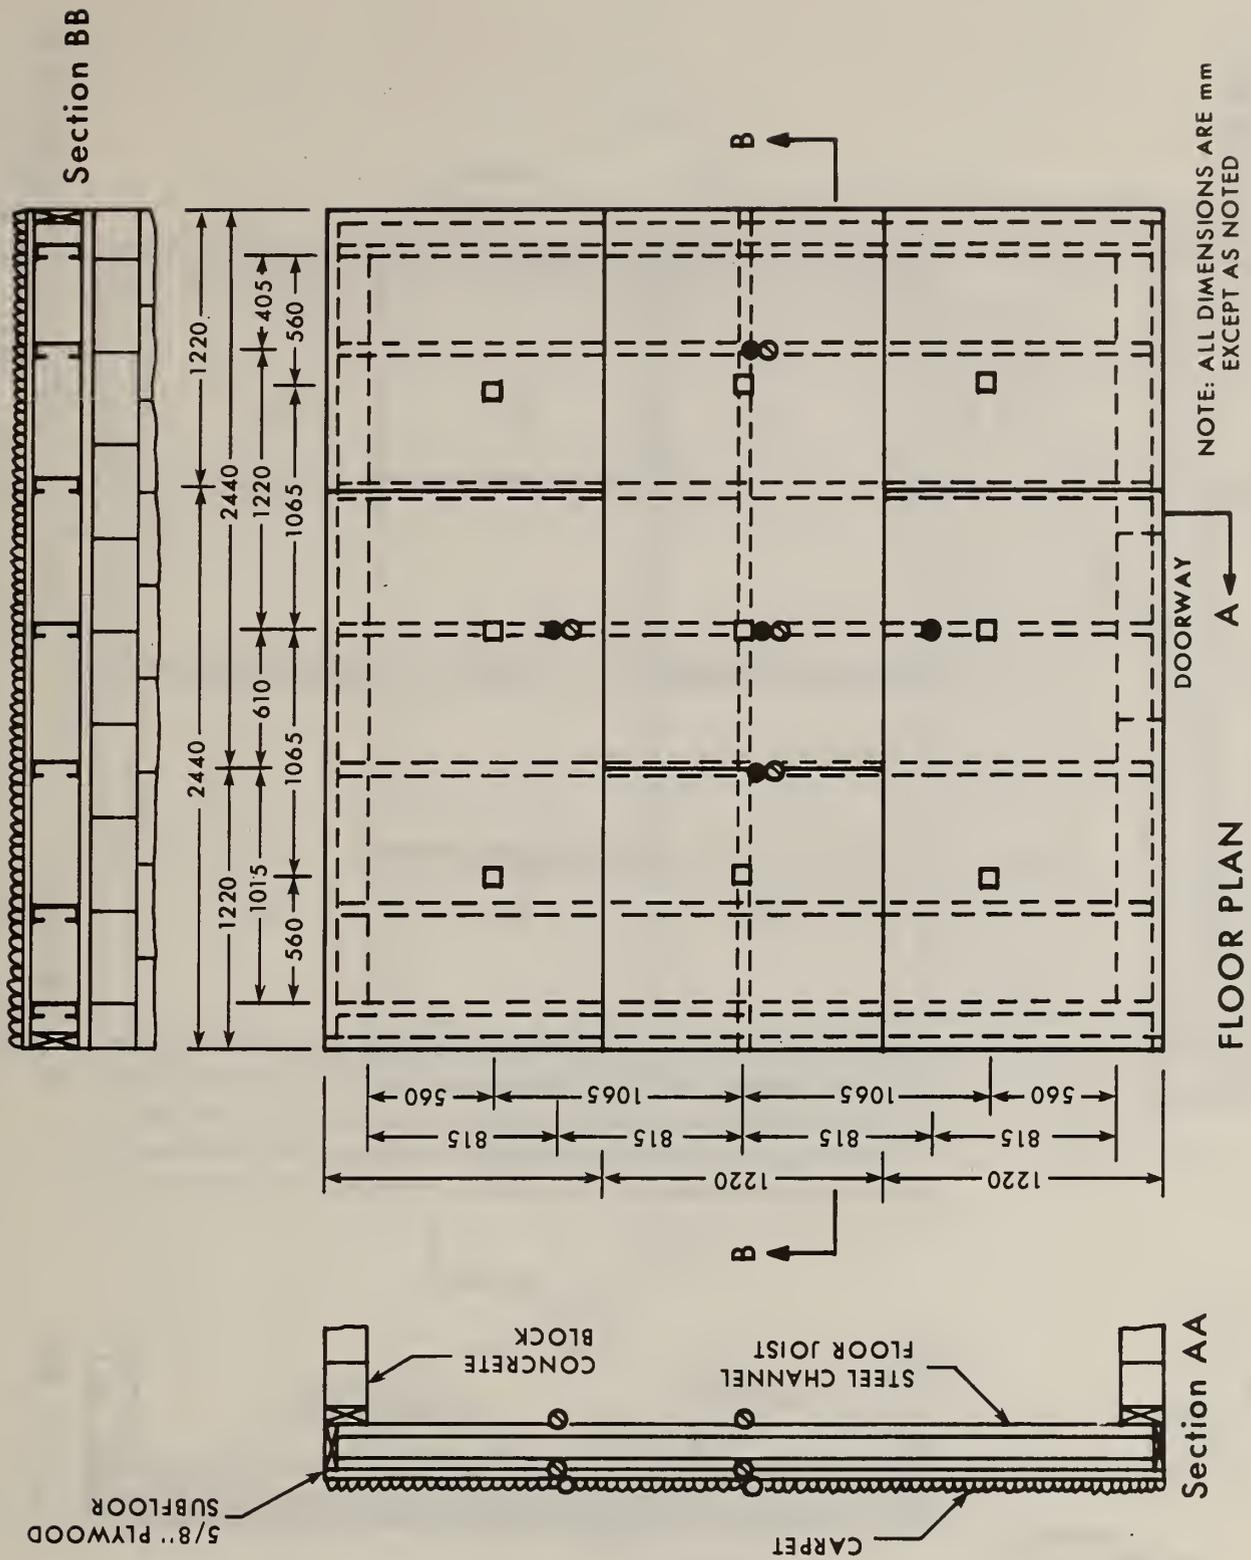 Section BB
1220
2440
2440
1220
405
1220
610
1015
1220
560
1065
1065
560
B
560
1065
1065
560
815
815
815
815
1220
1220
B
DOORWAY
A
NOTE: ALL DIMENSIONS ARE mm
EXCEPT AS NOTED
FLOOR PLAN
5/8" PLYWOOD
SUBFLOOR
CONCRETE
BLOCK
STEEL CHANNEL
FLOOR JOIST
CARPET
Section AA